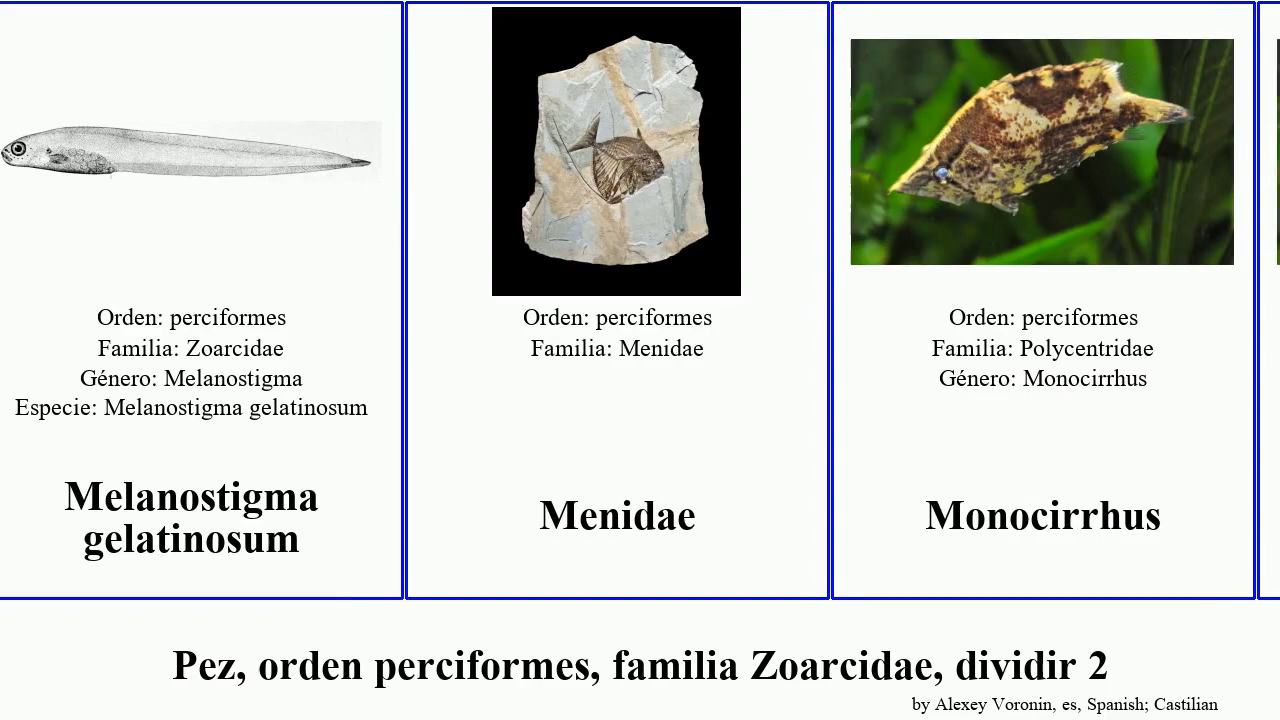 Orden: perciformes
Familia: Zoarcidae
Género: Melanostigma
Especie: Melanostigma gelatinosum
Melanostigma
gelatinosum
Orden: perciformes
Familia: Menidae
Menidae
Orden: perciformes
Familia: Polycentridae
Género: Monocirrhus
Monocirrhus
Pez, orden perciformes, familia Zoarcidae, dividir 2
by Alexey Voronin, es, Spanish; Castilian